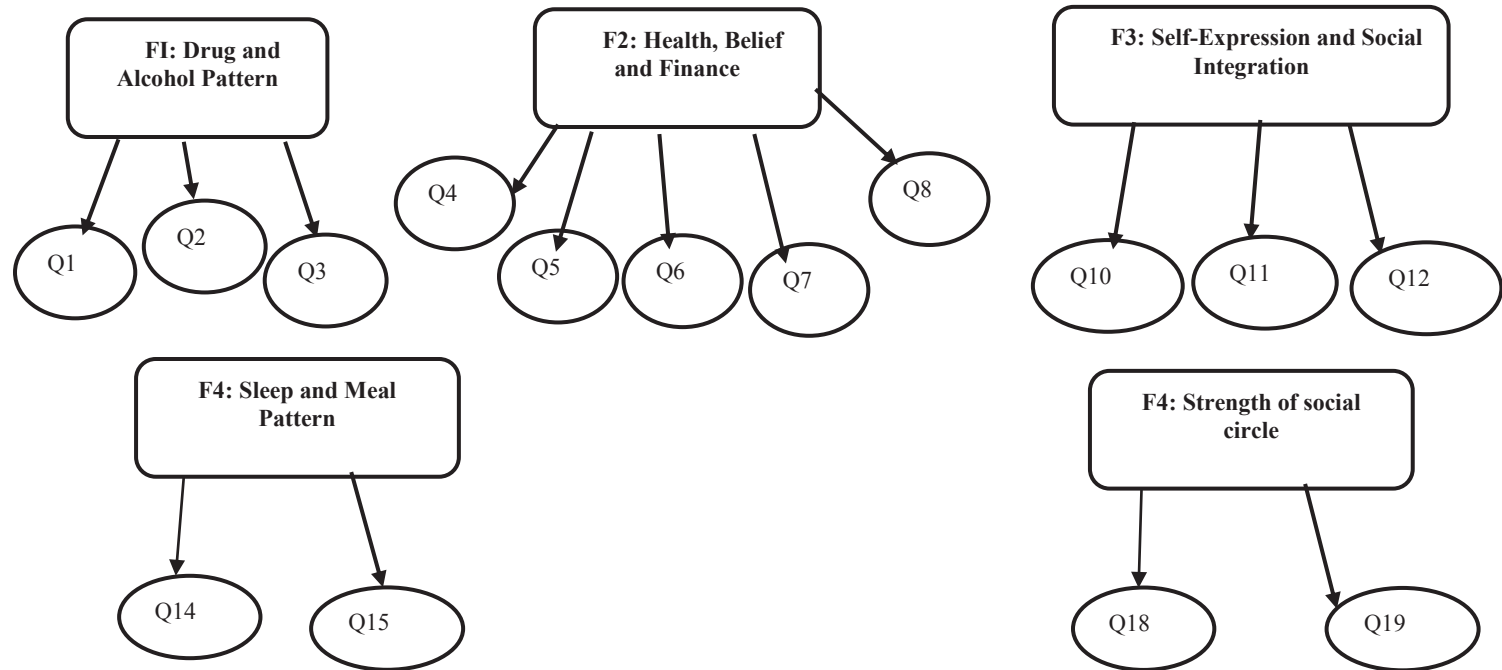 FI: Drug and
Alcohol Pattern
F2: Health, Belief
and Finance
F3: Self-Expression and Social
Integration
Q1
Q2
Q3
Q4
Q5
Q6
Q7
Q8
Q10
Q11
Q12
F4: Sleep and Meal
Pattern
F4: Strength of social
circle
Q14
Q15
Q18
Q19